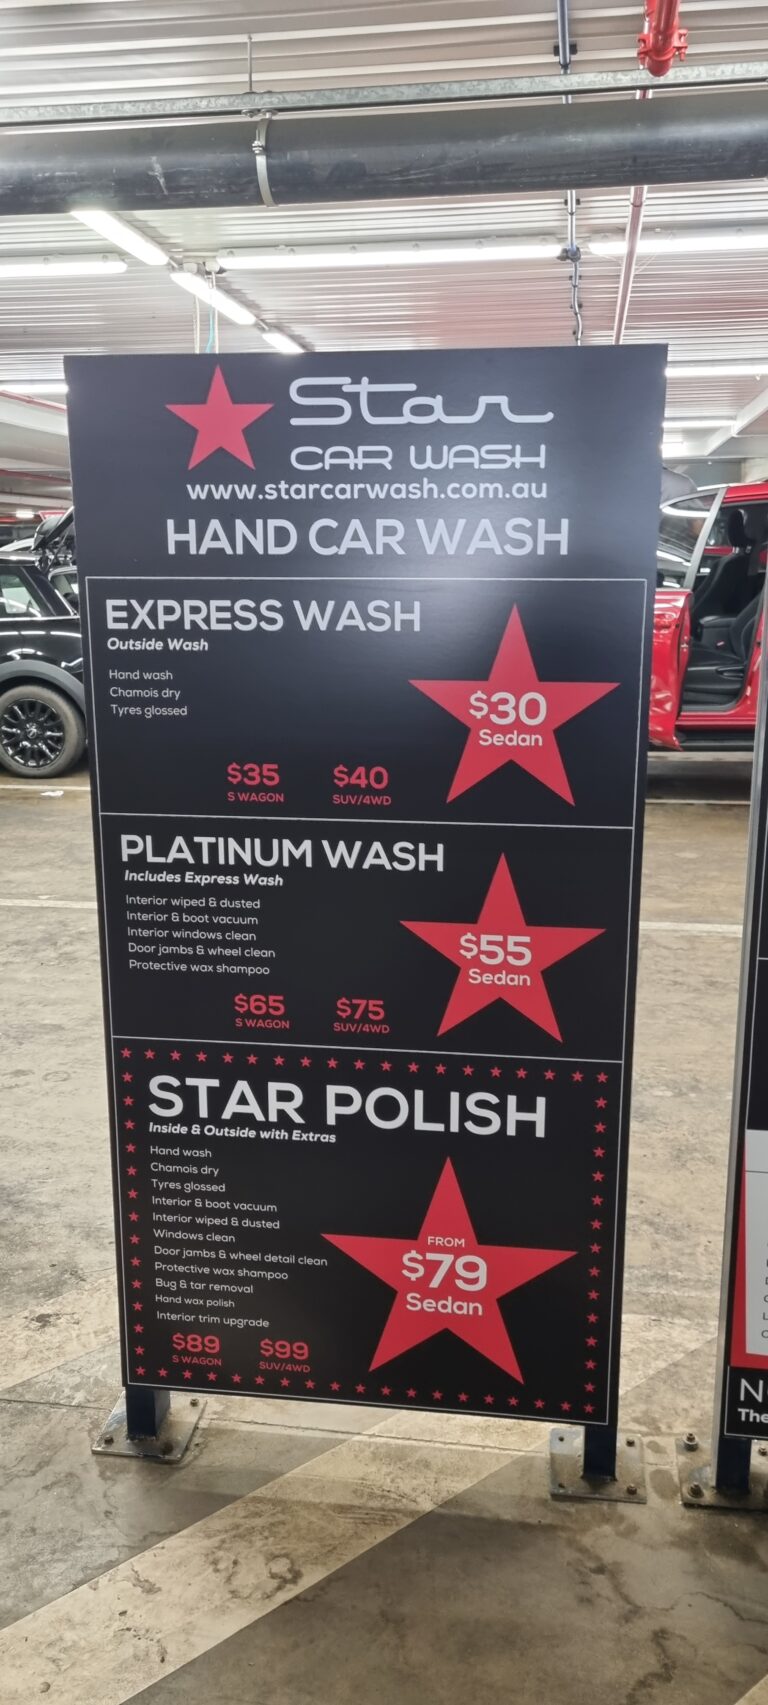 Star
CAR WASH
www.starcarwash.com.au
HAND CAR WASH
EXPRESS WASH
Outside Wash
Hand wash
Chamois dry
Tyres glossed
$30
Sedan
$35
S WAGON
$40
SUV/4WD
PLATINUM WASH
Includes Express Wash
Interior wiped & dusted
Interior & boot vacuum
Interior windows clean
Door jambs & wheel clean
Protective wax shampoo
$55
Sedan
$65
S WAGON
$75
SUV/4WD
STAR POLISH
Inside & Outside with Extras
Hand wash
Chamois dry
Tyres glossed
Interior & boot vacuum
Interior wiped & dusted
Windows clean
Door jambs & wheel detail clean
Protective wax shampoo
Bug & tar removal
Hand wax polish
Interior trim upgrade
FROM
$79
Sedan
$89
S WAGON
$99
SUV/4WD
The